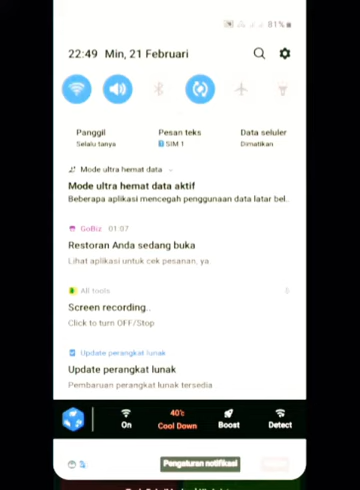 81%
22:49 Min, 21 Februari
Panggil
Selalu tanya
Pesan teks
SIM 1
Data seluler
Dimatikan
Mode ultra hemat data
Mode ultra hemat data aktif
Beberapa aplikasi mencegah penggunaan data latar bel..
GoBiz 01:07
Restoran Anda sedang buka
Lihat aplikasi untuk cek pesanan, ya
All tools
Screen recording..
Click to turn OFF/Stop
Update perangkat lunak
Update perangkat lunak
Pembaruan perangkat lunak tersedia
On
40°c
Cool Down
Boost
Detect
Pengaturan notifikasi